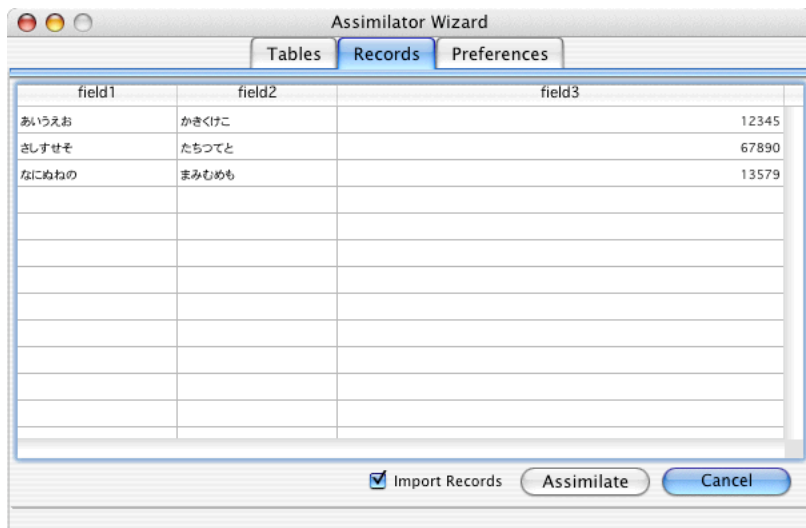 Assimilator Wizard
Tables Records Preferences
field1 field2 field3
あいうえお かきくけこ 12345
さしすせそ たちつてと 67890
なにぬねの まみむめも 13579
Import Records Assimilate Cancel